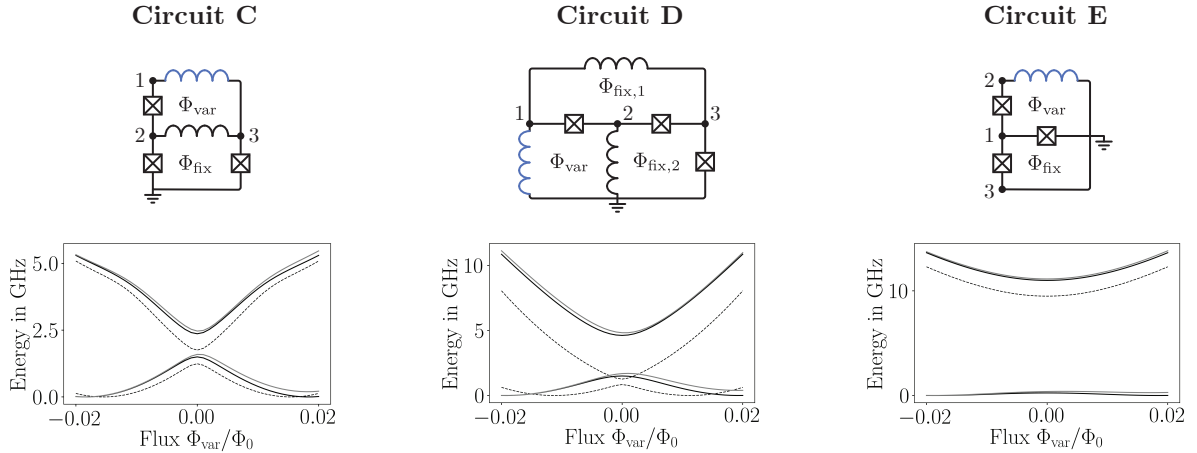 Circuit C
1
Φvar
2
3
Φfix
5.0
2.5
0.0
Energy in GHz
−0.02
0.00
0.02
Flux Φvar/Φ0
Circuit D
Φfix,1
1
2
3
Φvar
Φfix,2
10
5
0
Energy in GHz
−0.02
0.00
0.02
Flux Φvar/Φ0
Circuit E
2
Φvar
1
Φfix
3
10
0
Energy in GHz
−0.02
0.00
0.02
Flux Φvar/Φ0